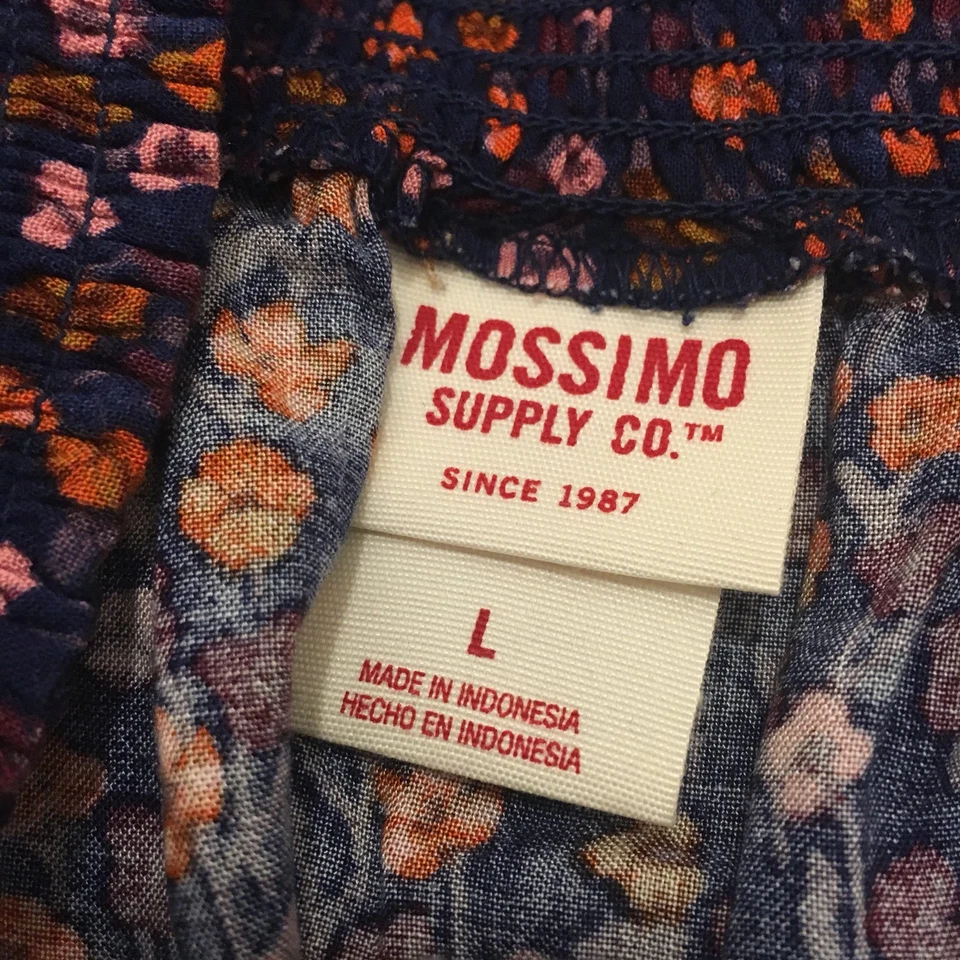 MOSSIMO
SUPPLY CO.™
SINCE 1987
L
MADE IN INDONESIA
HECHO EN INDONESIA